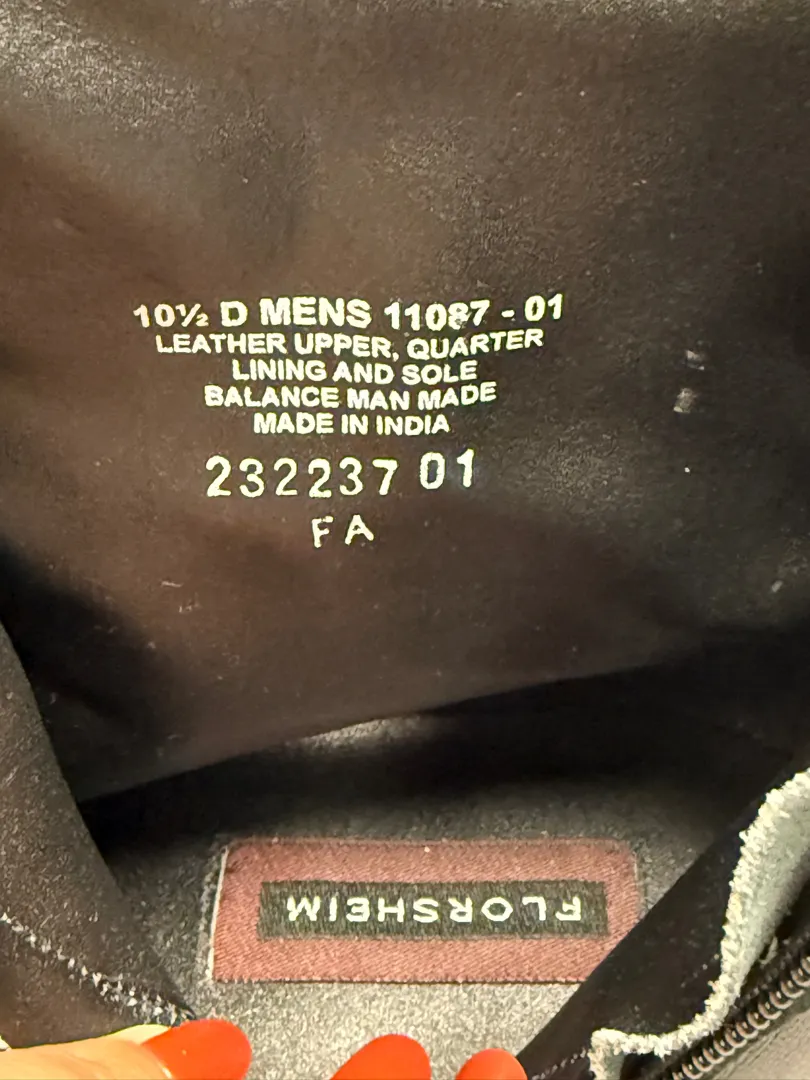 10½ D MENS 11087 - 01
LEATHER UPPER, QUARTER
LINING AND SOLE
BALANCE MAN MADE
MADE IN INDIA
232237 01
FA
FLORSHEIM